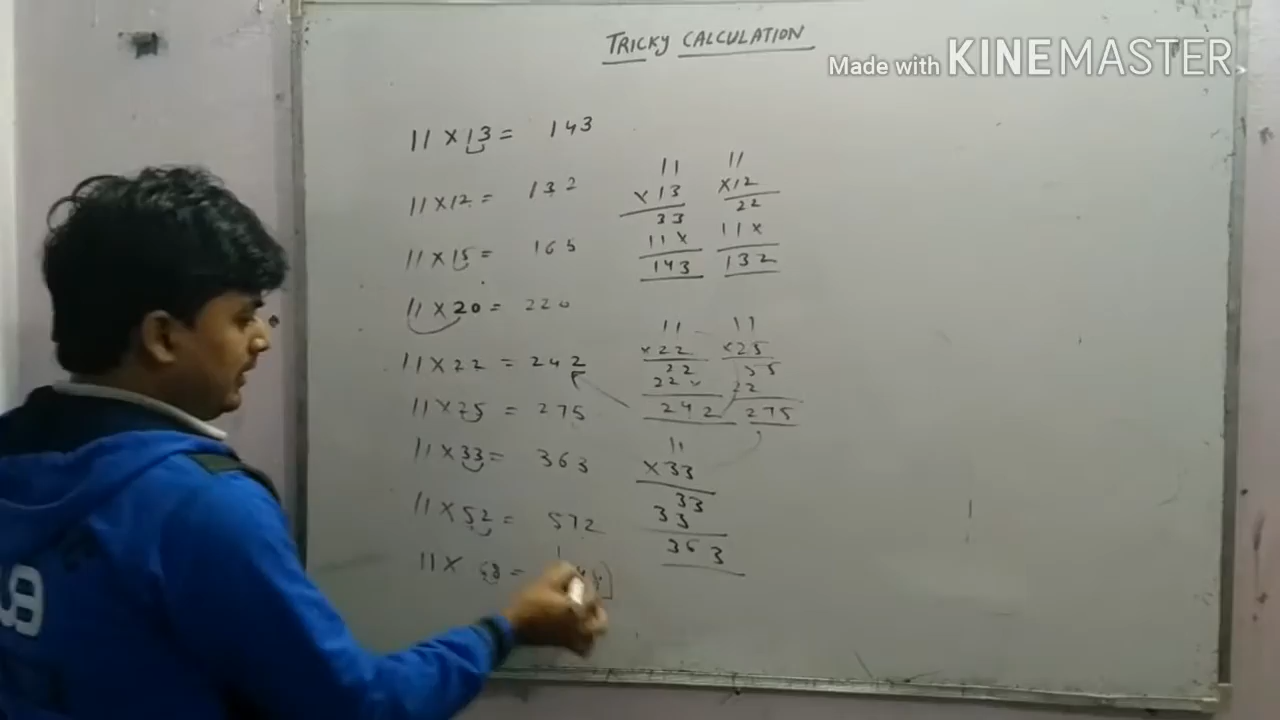 TRICKY CALCULATION
Made with KINEMASTER
11 × 13 = 143
11 × 12 = 132
11 × 15 = 165
11 × 20 = 220
11 × 22 = 242
11 × 25 = 275
11 × 33 = 363
11 × 52 = 572
11 ×
11
×13
33
11×
143
11
×12
22
11×
132
11
×22
22
22
242
11
×25
55
22
275
11
×33
33
33
363